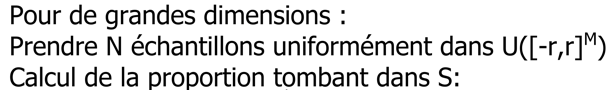 Pour de grandes dimensions :
Prendre N échantillons uniformément dans U([-r,r]ᴹ)
Calcul de la proportion tombant dans S: